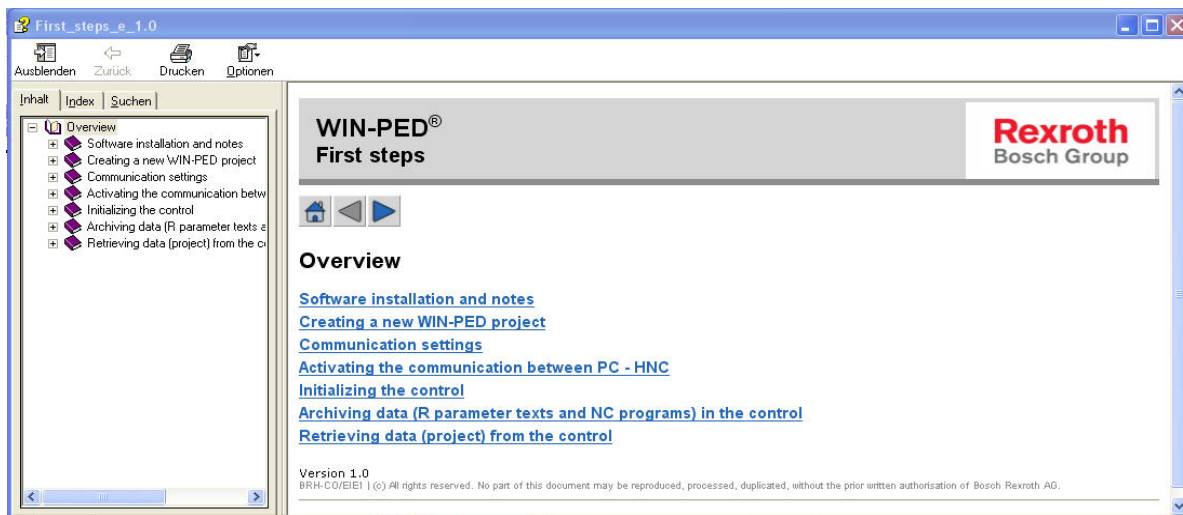 First_steps_e_1.0
Ausblenden Zurück Drucken Optionen
Inhalt Index Suchen
Overview
Software installation and notes
Creating a new WIN-PED project
Communication settings
Activating the communication betw
Initializing the control
Archiving data (R parameter texts a
Retrieving data (project) from the co
WIN-PED®
First steps
Rexroth
Bosch Group
Overview
Software installation and notes
Creating a new WIN-PED project
Communication settings
Activating the communication between PC - HNC
Initializing the control
Archiving data (R parameter texts and NC programs) in the control
Retrieving data (project) from the control
Version 1.0
BRH-CO/EIE1 | (c) All rights reserved. No part of this document may be reproduced, processed, duplicated, without the prior written authorisation of Bosch Rexroth AG.